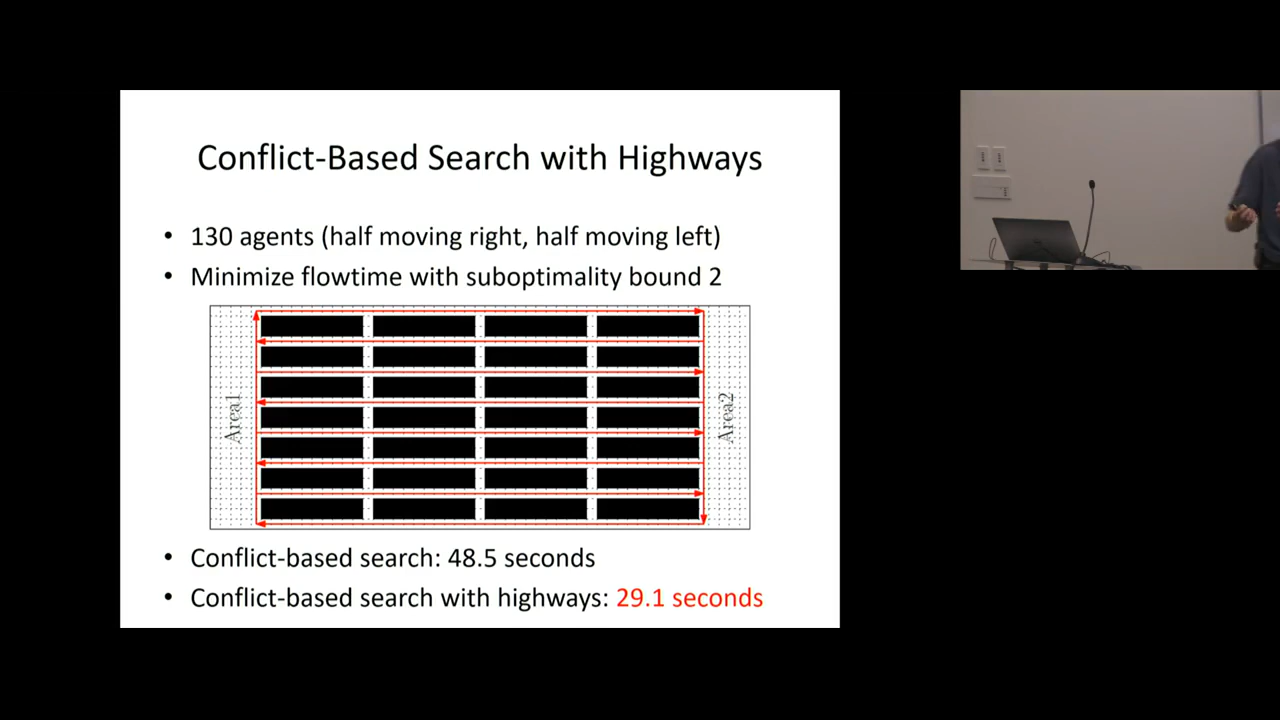 Conflict-Based Search with Highways
• 130 agents (half moving right, half moving left)
• Minimize flowtime with suboptimality bound 2
Area1
Area2
• Conflict-based search: 48.5 seconds
• Conflict-based search with highways: 29.1 seconds